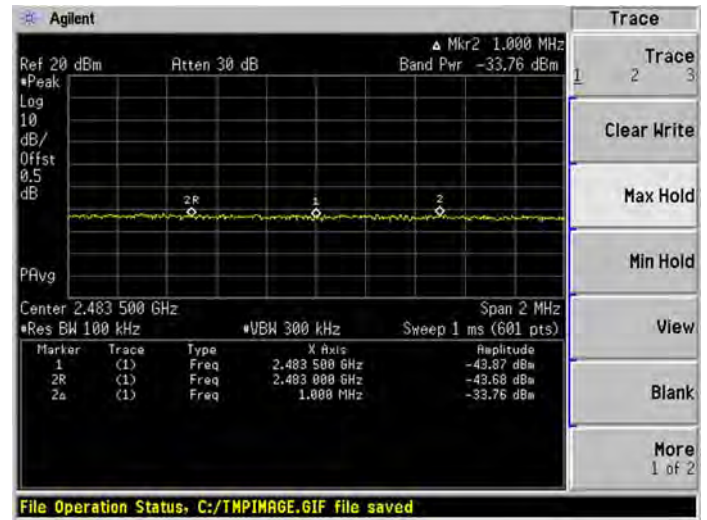 Agilent
Trace
Δ Mkr2 1.000 MHz
Ref 20 dBm Atten 30 dB Band Pwr -33.76 dBm
#Peak
Log
10
dB/
Offst
0.5
dB
2R 1 2
PAvg
Center 2.483 500 GHz Span 2 MHz
#Res BW 100 kHz #VBW 300 kHz Sweep 1 ms (601 pts)
Marker Trace Type X Axis Amplitude
1 (1) Freq 2.483 500 GHz -43.87 dBm
2R (1) Freq 2.483 000 GHz -43.68 dBm
2Δ (1) Freq 1.000 MHz -33.76 dBm
File Operation Status, C:/TMPIMAGE.GIF file saved
Trace
1 2 3
Clear Write
Max Hold
Min Hold
View
Blank
More
1 of 2